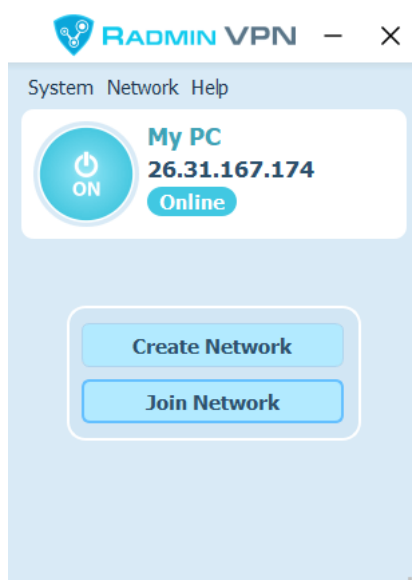 RADMIN VPN
System Network Help
My PC
ON
26.31.167.174
Online
Create Network
Join Network